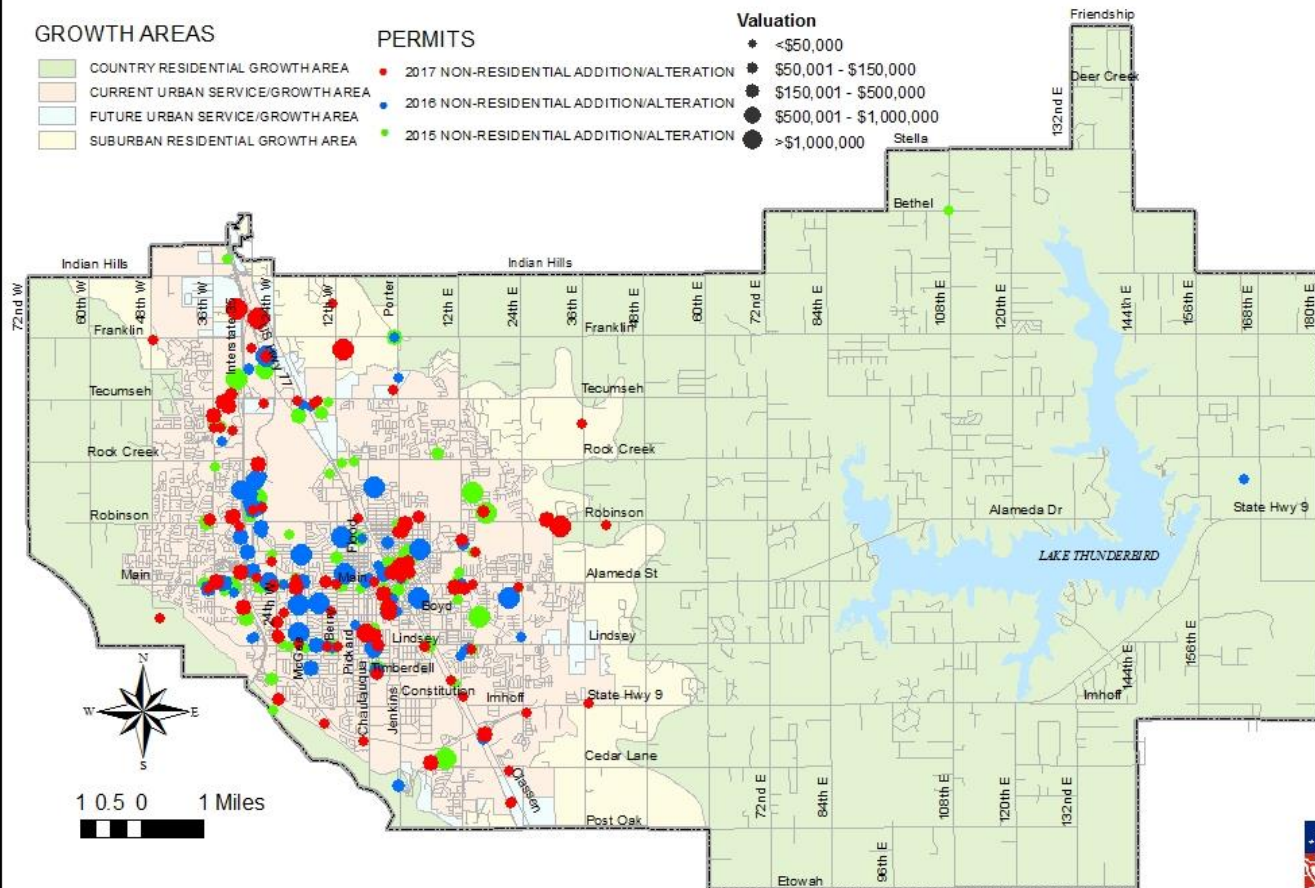 GROWTH AREAS
COUNTRY RESIDENTIAL GROWTH AREA
CURRENT URBAN SERVICE/GROWTH AREA
FUTURE URBAN SERVICE/GROWTH AREA
SUBURBAN RESIDENTIAL GROWTH AREA
PERMITS
2017 NON-RESIDENTIAL ADDITION/ALTERATION
2016 NON-RESIDENTIAL ADDITION/ALTERATION
2015 NON-RESIDENTIAL ADDITION/ALTERATION
Valuation
<$50,000
$50,001 - $150,000
$150,001 - $500,000
$500,001 - $1,000,000
>$1,000,000
Friendship
Deer Creek
132nd E
Stella
Bethel
Indian Hills
Indian Hills
72nd W
60th W
48th W
36th W
Interstate 35
12th W
Porter
12th E
24th E
36th E
48th E
60th E
72nd E
84th E
108th E
120th E
144th E
156th E
168th E
180th E
Franklin
Franklin
Tecumseh
Tecumseh
Rock Creek
Rock Creek
Robinson
Flood
Robinson
Alameda Dr
State Hwy 9
LAKE THUNDERBIRD
Main
Main
Alameda St
24th W
Berry
Boyd
McGee
Pickard
Lindsey
Lindsey
Timberdell
Chautauqua
Jenkins
Constitution
Imhoff
State Hwy 9
144th E
156th E
Imhoff
N
W
E
S
Cedar Lane
Classen
72nd E
84th E
108th E
120th E
132nd E
1 0.5 0 1 Miles
Post Oak
96th E
Etowah